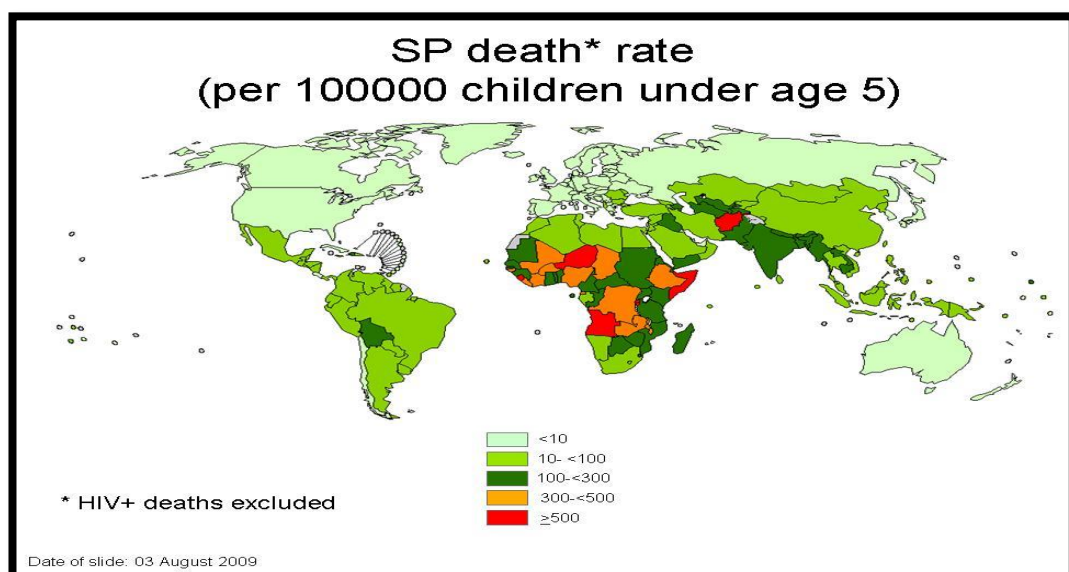 SP death* rate
(per 100000 children under age 5)
<10
10- <100
100-<300
300-<500
≥500
* HIV+ deaths excluded
Date of slide: 03 August 2009